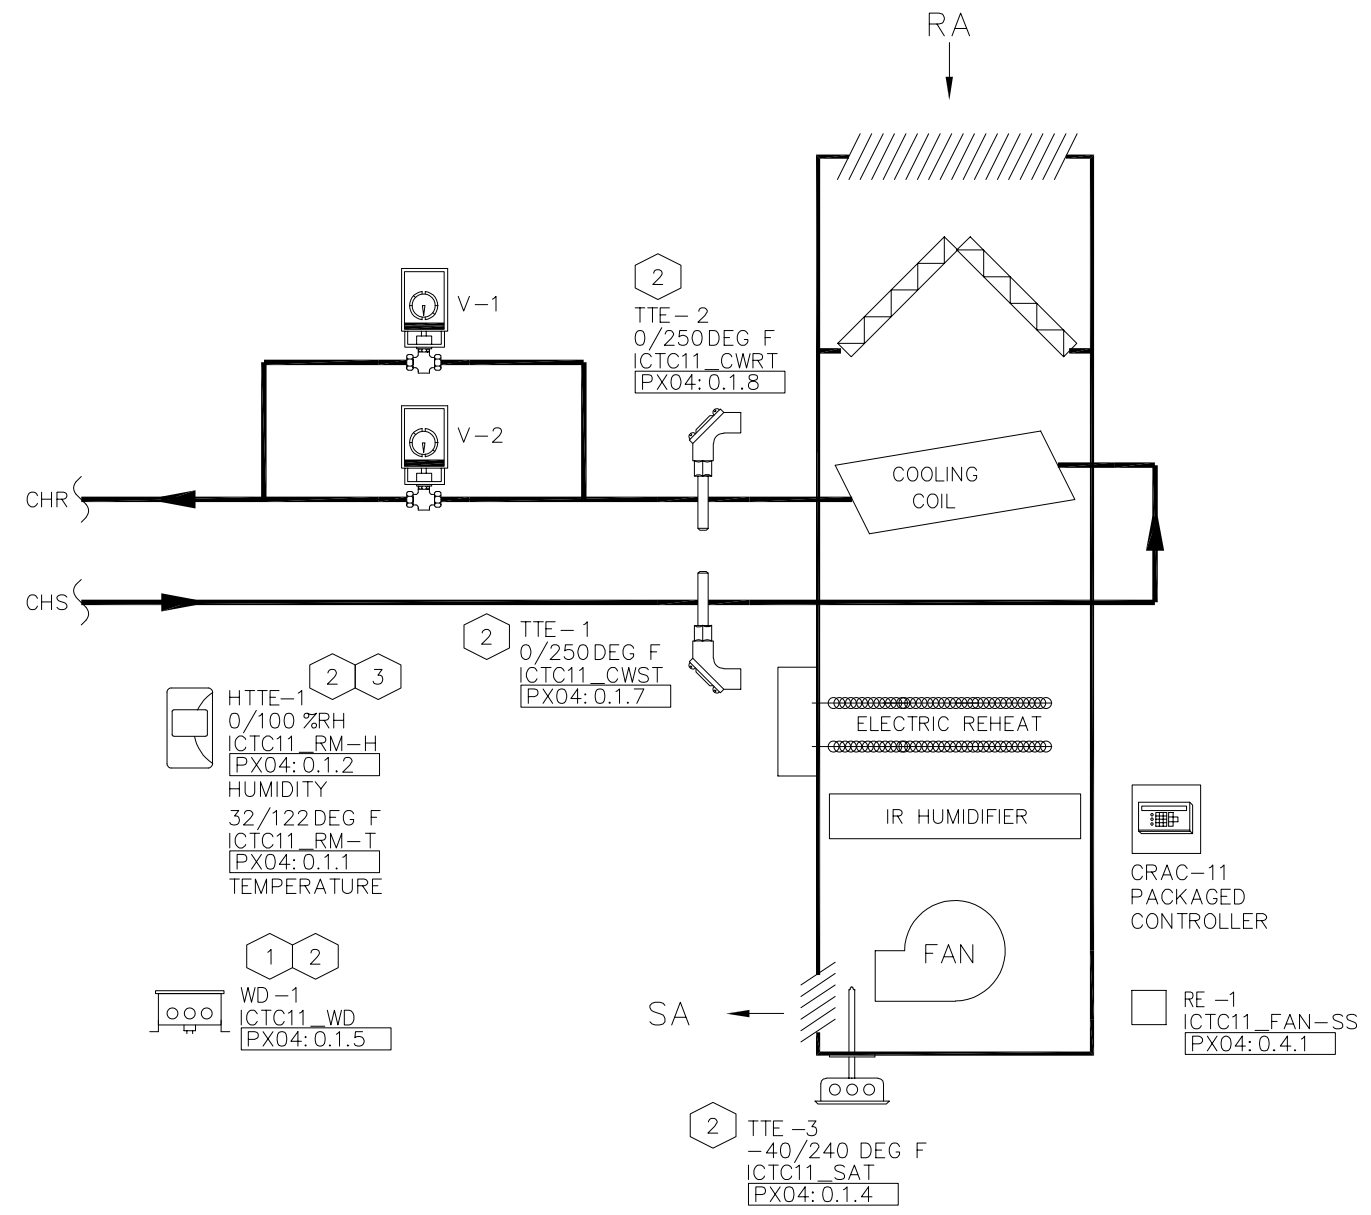 RA
V-1
2
TTE-2
0/250 DEG F
ICTC11_CWRT
PX04: 0.1.8
V-2
COOLING
COIL
CHR
CHS
2
TTE-1
0/250 DEG F
ICTC11_CWST
PX04: 0.1.7
2 3
HTTE-1
0/100 %RH
ICTC11_RM-H
PX04: 0.1.2
HUMIDITY
32/122 DEG F
ICTC11_RM-T
PX04: 0.1.1
TEMPERATURE
ELECTRIC REHEAT
IR HUMIDIFIER
CRAC-11
PACKAGED
CONTROLLER
FAN
1 2
WD-1
ICTC11_WD
PX04: 0.1.5
SA
RE-1
ICTC11_FAN-SS
PX04: 0.4.1
2
TTE-3
-40/240 DEG F
ICTC11_SAT
PX04: 0.1.4